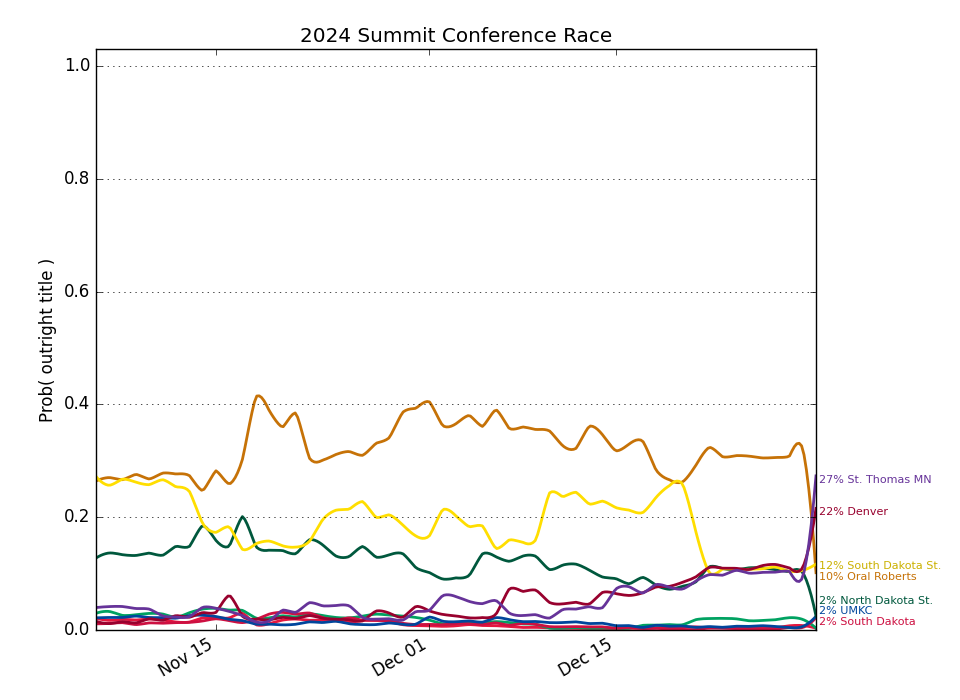 2024 Summit Conference Race
Prob( outright title )
1.0
0.8
0.6
0.4
0.2
0.0
Nov 15
Dec 01
Dec 15
27% St. Thomas MN
22% Denver
12% South Dakota St.
10% Oral Roberts
2% North Dakota St.
2% UMKC
2% South Dakota